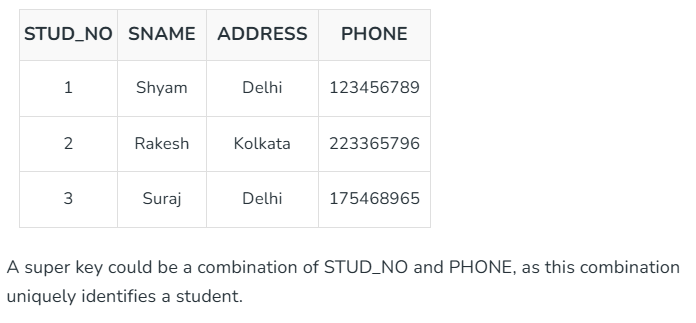 STUD_NO SNAME ADDRESS PHONE
1 Shyam Delhi 123456789
2 Rakesh Kolkata 223365796
3 Suraj Delhi 175468965
A super key could be a combination of STUD_NO and PHONE, as this combination
uniquely identifies a student.